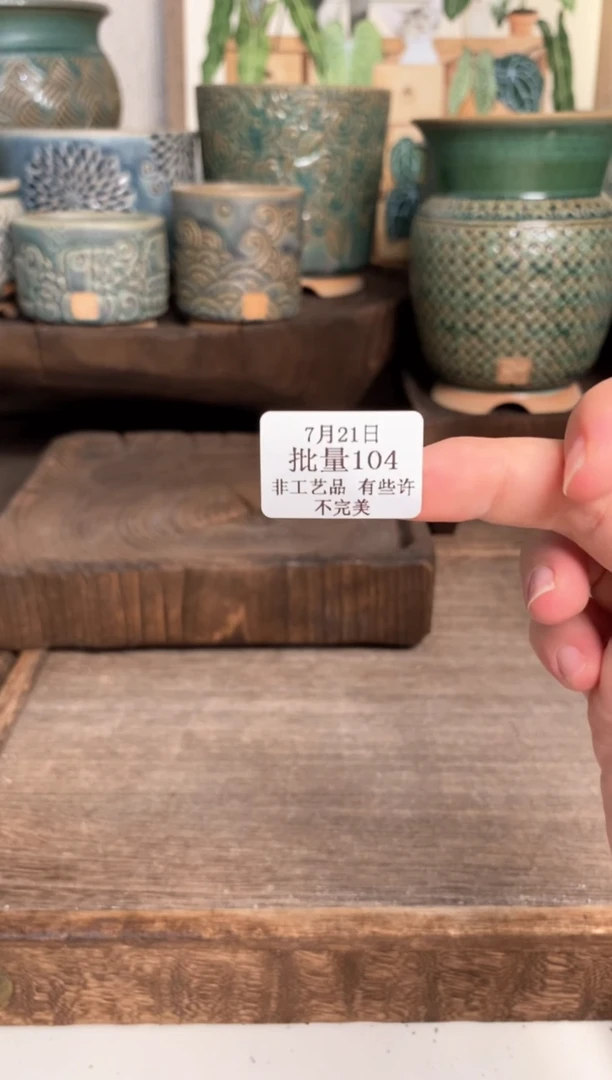 7月21日
批量104
非工艺品 有些许
不完美